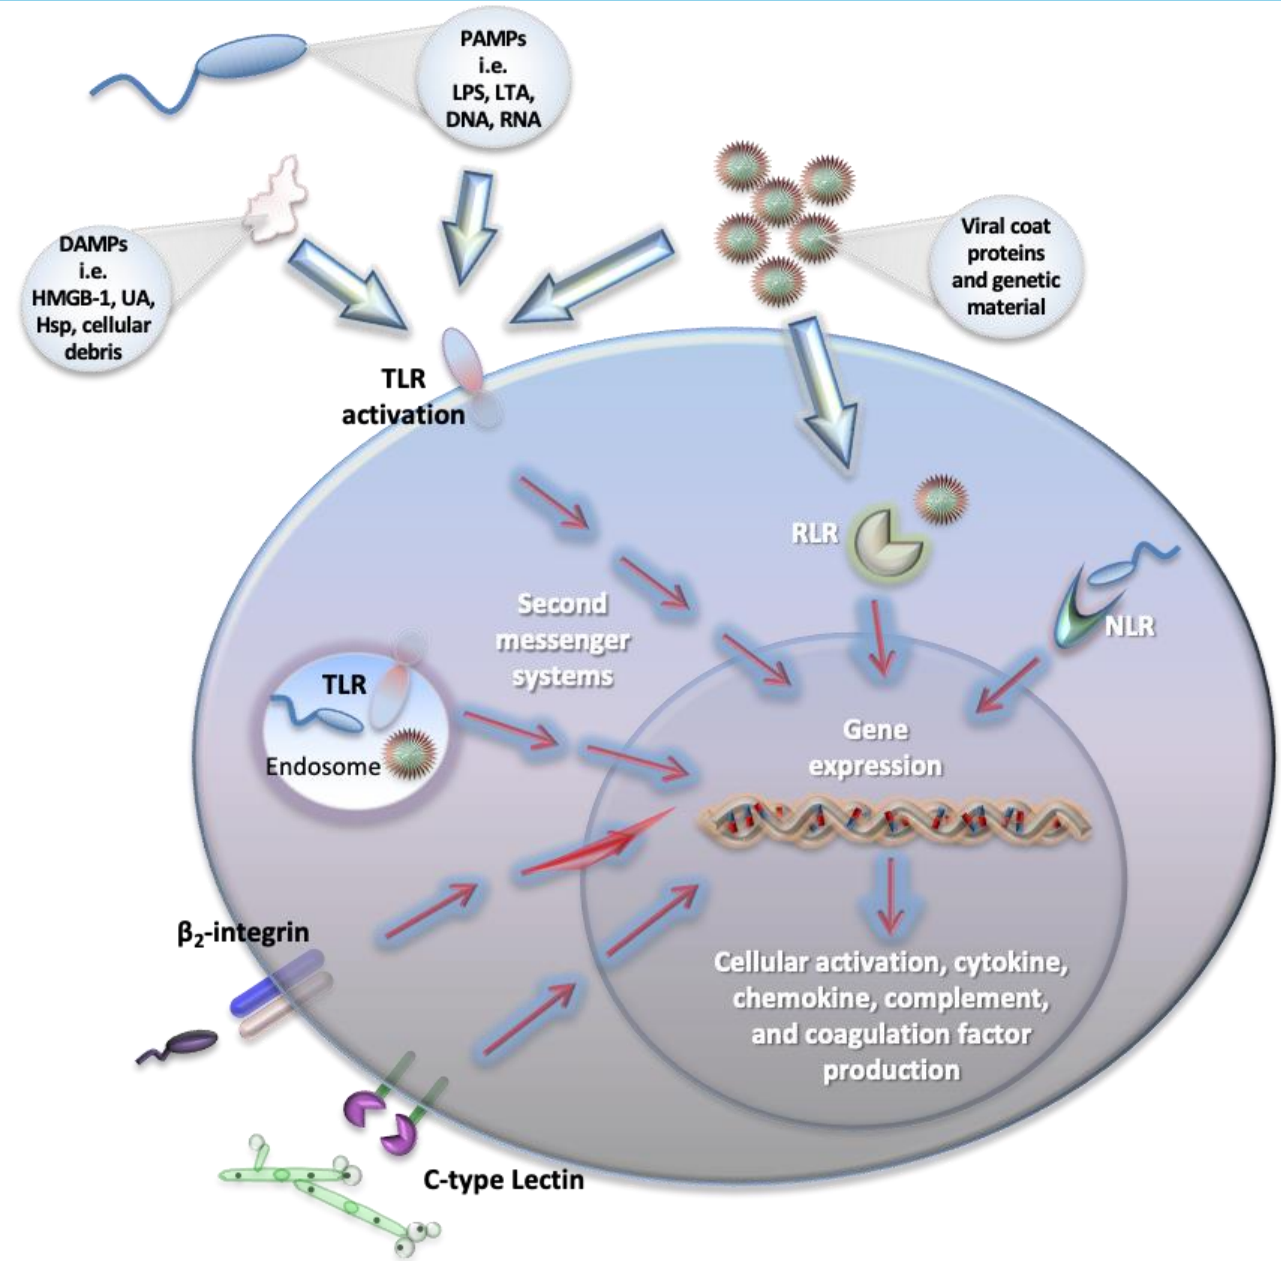 PAMPs
i.e.
LPS, LTA,
DNA, RNA
DAMPs
i.e.
HMGB-1, UA,
Hsp, cellular
debris
Viral coat
proteins
and genetic
material
TLR
activation
RLR
NLR
Second
messenger
systems
TLR
Endosome
Gene
expression
β₂-integrin
Cellular activation, cytokine,
chemokine, complement,
and coagulation factor
production
C-type Lectin